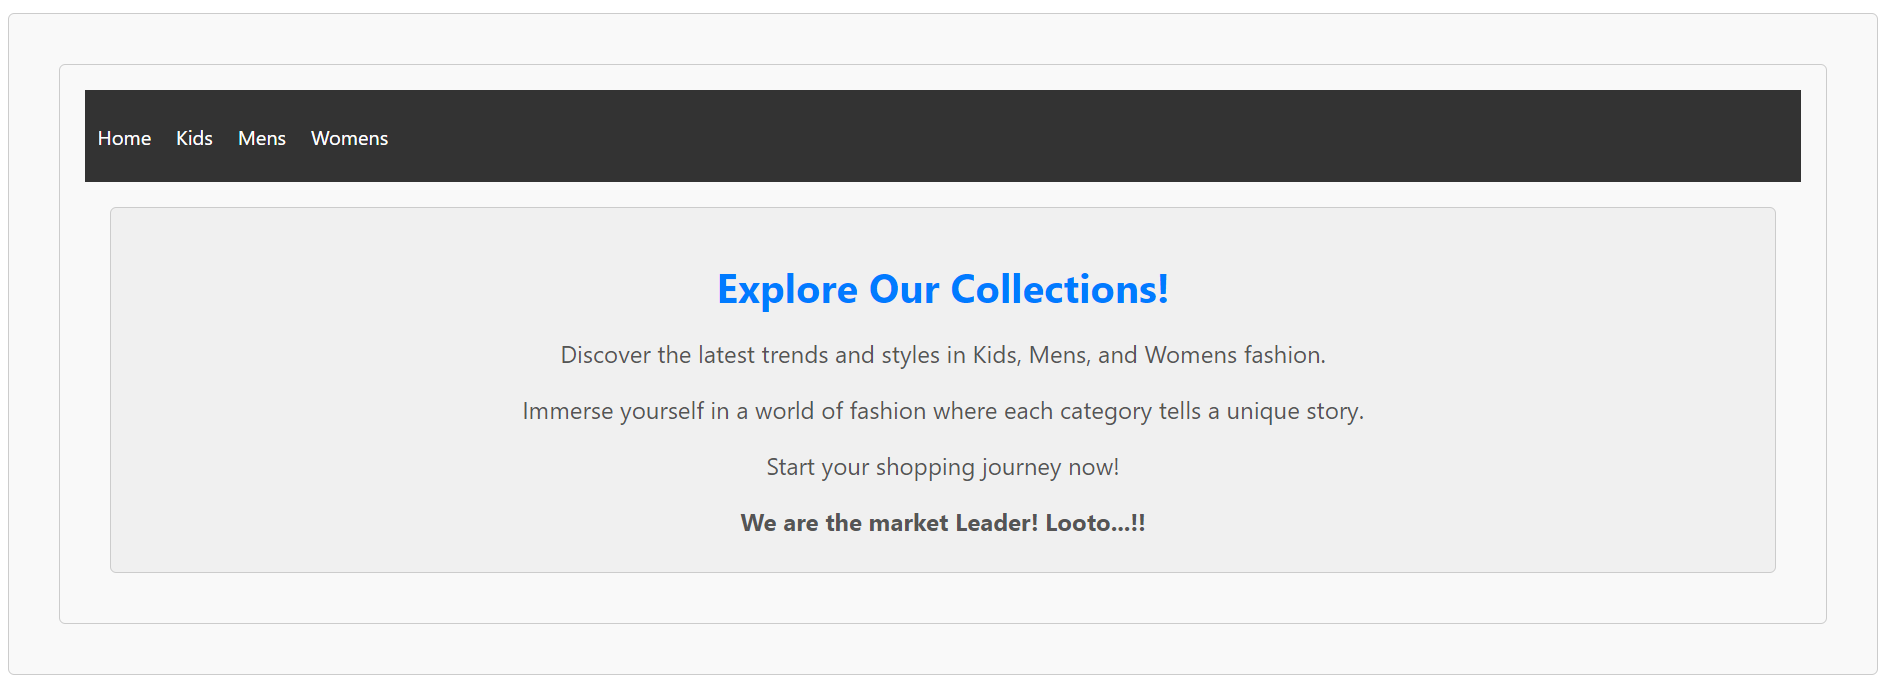 Home Kids Mens Womens
Explore Our Collections!
Discover the latest trends and styles in Kids, Mens, and Womens fashion.
Immerse yourself in a world of fashion where each category tells a unique story.
Start your shopping journey now!
We are the market Leader! Looto...!!